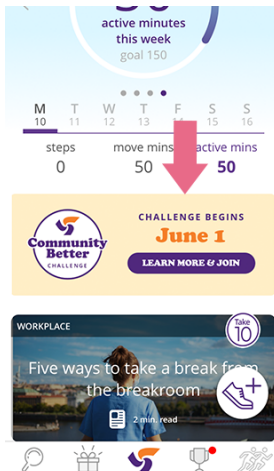 active minutes
this week
goal 150
M T W T F S S
10 11 12 13 15 16
steps move mins active mins
0 50 50
CHALLENGE BEGINS
June 1
LEARN MORE & JOIN
Community
Better
CHALLENGE
WORKPLACE
Take
10
Five ways to take a break from
the breakroom
2 min. read